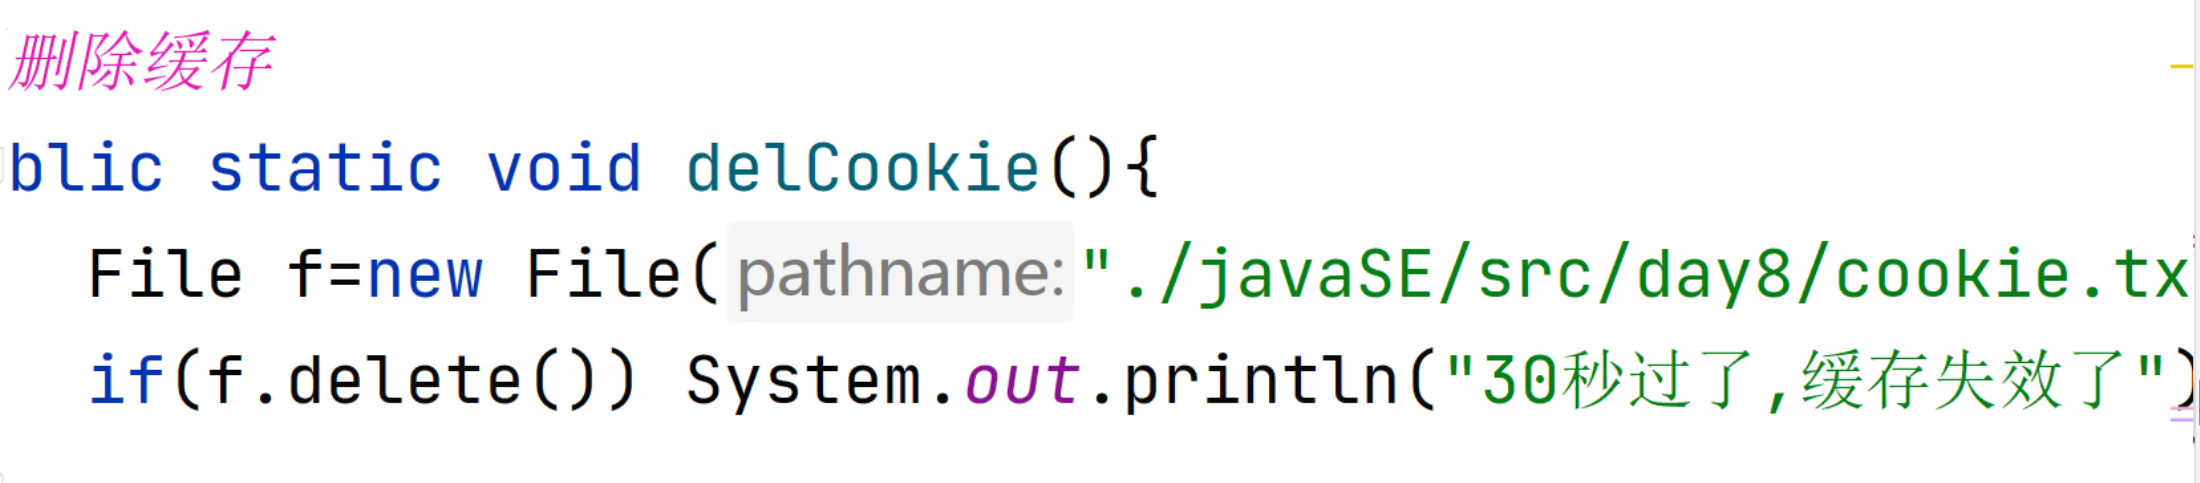 删除缓存
blic static void delCookie(){
File f=new File( pathname: "./javaSE/src/day8/cookie.tx
if(f.delete()) System.out.println("30秒过了,缓存失效了")